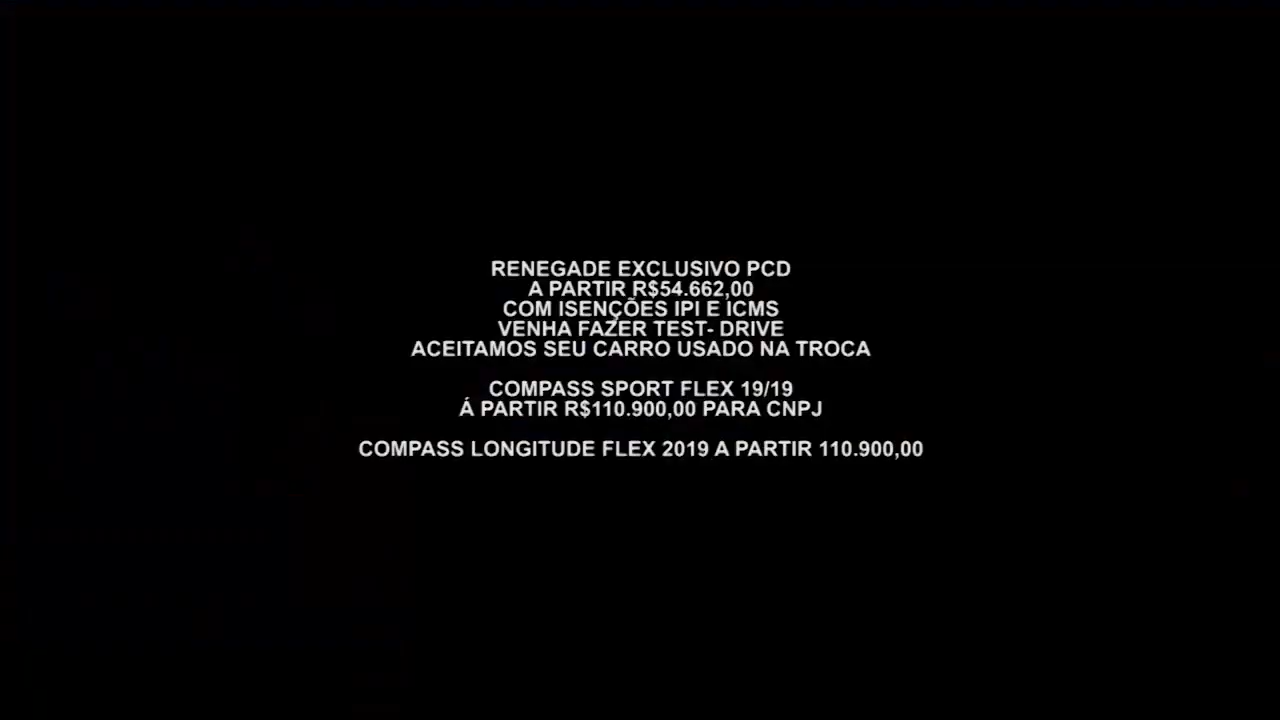 RENEGADE EXCLUSIVO PCD
A PARTIR R$54.662,00
COM ISENÇÕES IPI E ICMS
VENHA FAZER TEST- DRIVE
ACEITAMOS SEU CARRO USADO NA TROCA
COMPASS SPORT FLEX 19/19
Á PARTIR R$110.900,00 PARA CNPJ
COMPASS LONGITUDE FLEX 2019 A PARTIR 110.900,00